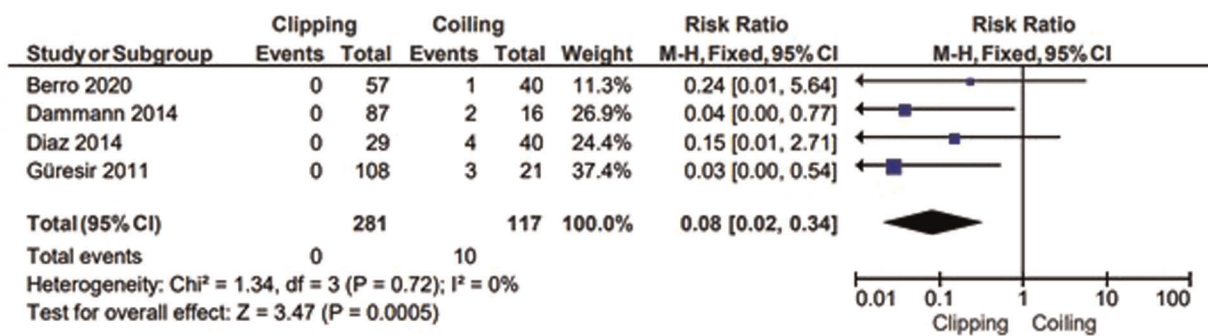 Clipping Coiling Risk Ratio Risk Ratio
Study or Subgroup Events Total Events Total Weight M-H, Fixed, 95% CI M-H, Fixed, 95% CI
Berro 2020 0 57 1 40 11.3% 0.24 [0.01, 5.64]
Dammann 2014 0 87 2 16 26.9% 0.04 [0.00, 0.77]
Diaz 2014 0 29 4 40 24.4% 0.15 [0.01, 2.71]
Güresir 2011 0 108 3 21 37.4% 0.03 [0.00, 0.54]
Total (95% CI) 281 117 100.0% 0.08 [0.02, 0.34]
Total events 0 10
Heterogeneity: Chi² = 1.34, df = 3 (P = 0.72); I² = 0%
Test for overall effect: Z = 3.47 (P = 0.0005)
0.01 0.1 1 10 100
Clipping Coiling